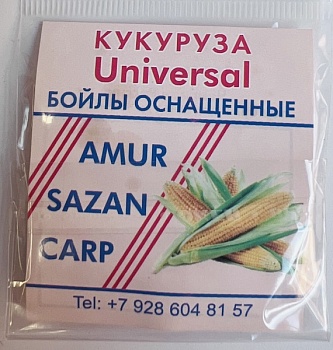 КУКУРУЗА
Universal
БОЙЛЫ ОСНАЩЕННЫЕ
AMUR
SAZAN
CARP
Tel: +7 928 604 81 57